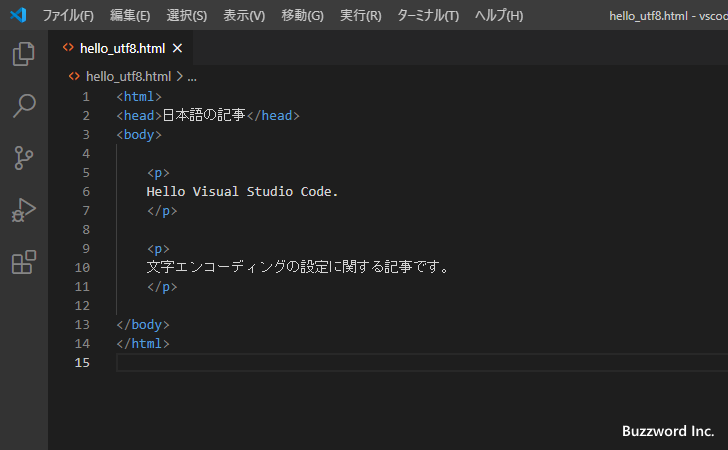 ファイル(F) 編集(E) 選択(S) 表示(V) 移動(G) 実行(R) ターミナル(T) ヘルプ(H) hello_utf8.html - vscod
hello_utf8.html
hello_utf8.html > ...
1 <html>
2 <head>日本語の記事</head>
3 <body>
4
5 <p>
6 Hello Visual Studio Code.
7 </p>
8
9 <p>
10 文字エンコーディングの設定に関する記事です。
11 </p>
12
13 </body>
14 </html>
15
Buzzword Inc.